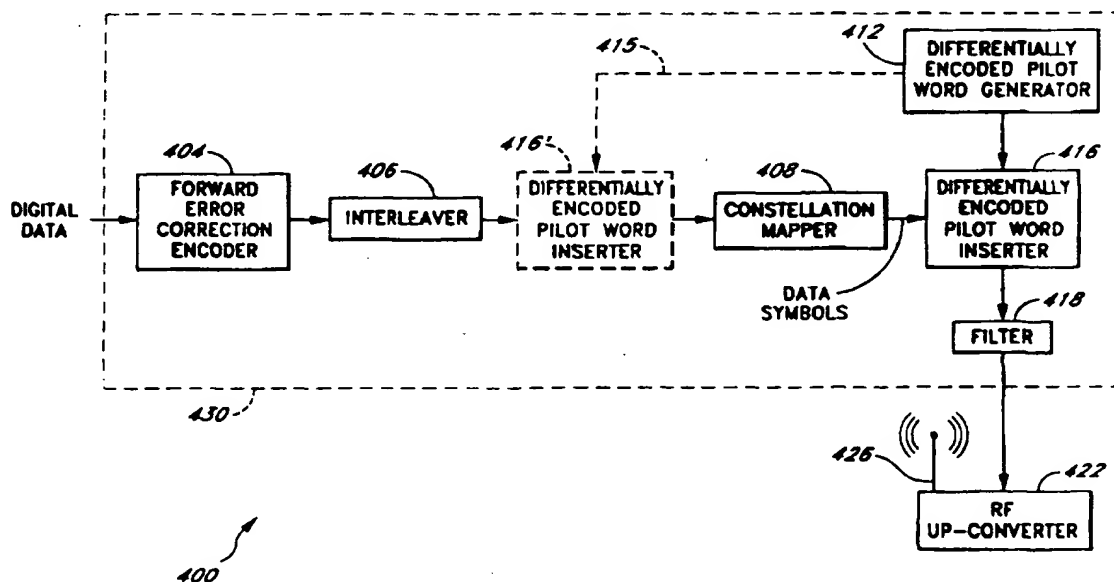 412
DIFFERENTIALLY
ENCODED PILOT
WORD GENERATOR
415
404
FORWARD
ERROR
CORRECTION
ENCODER
406
INTERLEAVER
416'
DIFFERENTIALLY
ENCODED
PILOT WORD
INSERTER
408
CONSTELLATION
MAPPER
416
DIFFERENTIALLY
ENCODED
PILOT WORD
INSERTER
DIGITAL
DATA
DATA
SYMBOLS
418
FILTER
430
426
422
RF
UP-CONVERTER
400